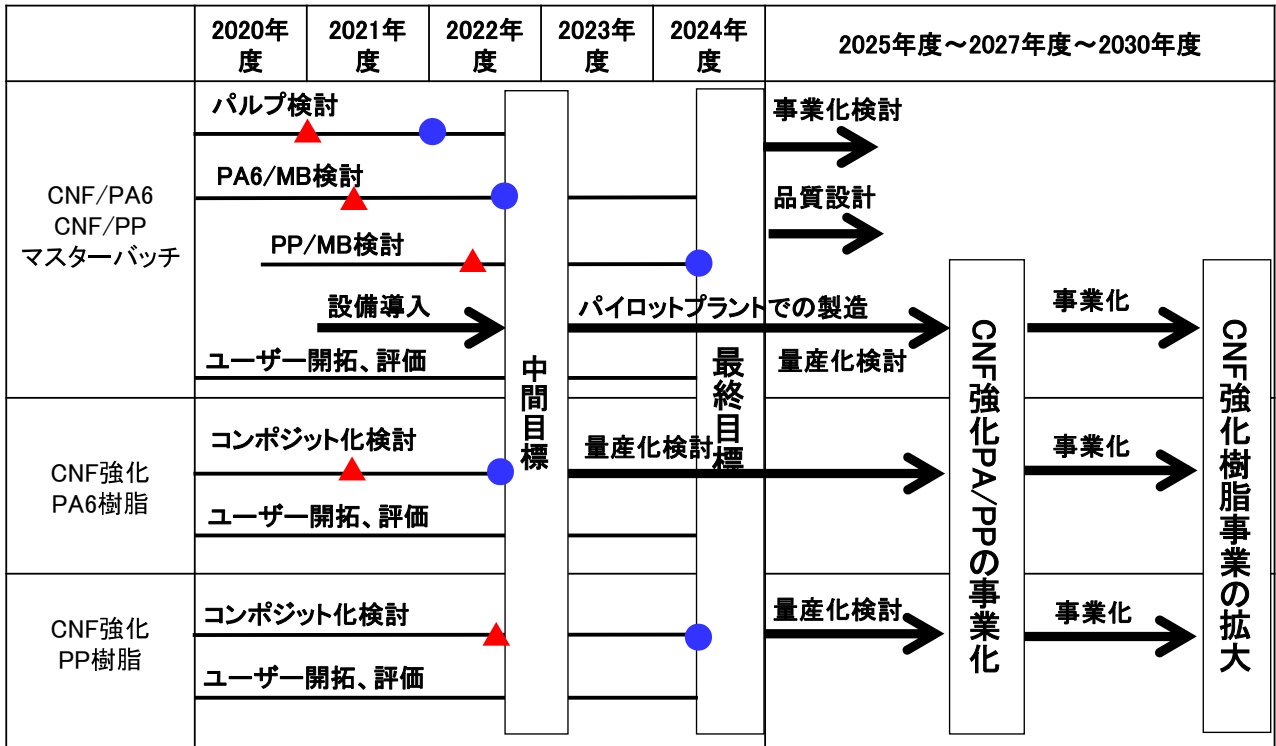 2020年
度
2021年
度
2022年
度
2023年
度
2024年
度
2025年度～2027年度～2030年度
CNF/PA6
CNF/PP
マスターバッチ
パルプ検討
PA6/MB検討
PP/MB検討
設備導入
ユーザー開拓、評価
中間目標
パイロットプラントでの製造
最終目標
事業化検討
品質設計
量産化検討
CNF強化PA/PPの事業化
事業化
CNF強化樹脂事業の拡大
CNF強化
PA6樹脂
コンポジット化検討
ユーザー開拓、評価
量産化検討
事業化
CNF強化
PP樹脂
コンポジット化検討
ユーザー開拓、評価
量産化検討
事業化